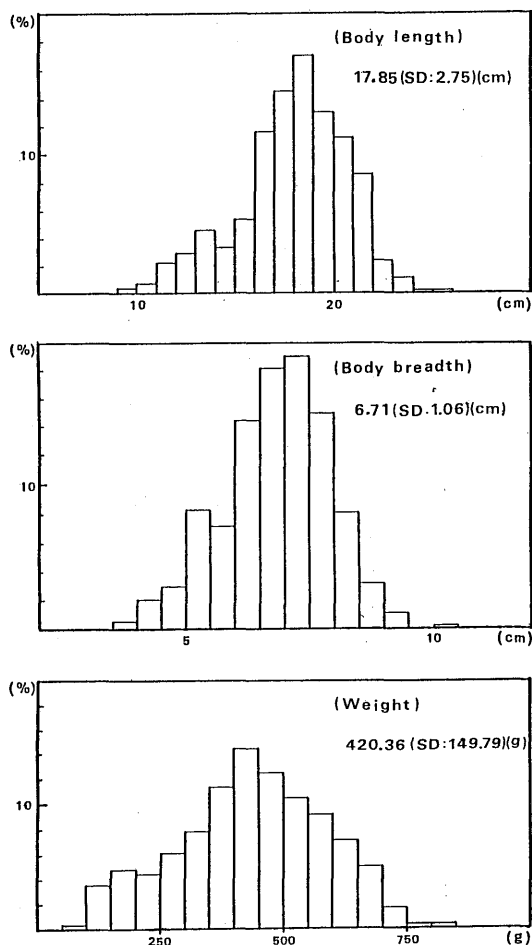 (%)
(Body length)
17.85(SD:2.75)(cm)
10
10 20 (cm)
(%)
(Body breadth)
6.71(SD.1.06)(cm)
10
5 10 (cm)
(%)
(Weight)
420.36(SD:149.79)(g)
10
250 500 750 (g)